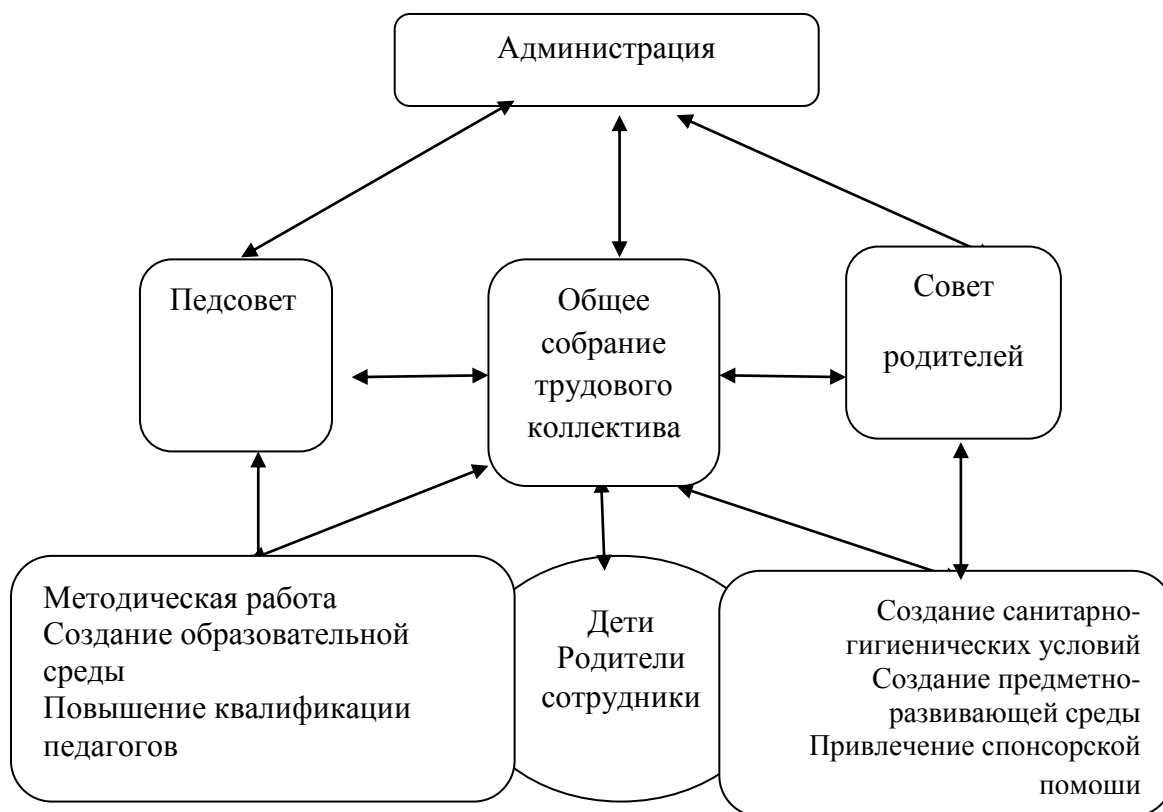 Администрация
Педсовет
Общее
собрание
трудового
коллектива
Совет
родителей
Методическая работа
Создание образовательной
среды
Повышение квалификации
педагогов
Дети
Родители
сотрудники
Создание санитарно-
гигиенических условий
Создание предметно-
развивающей среды
Привлечение спонсорской
помоши